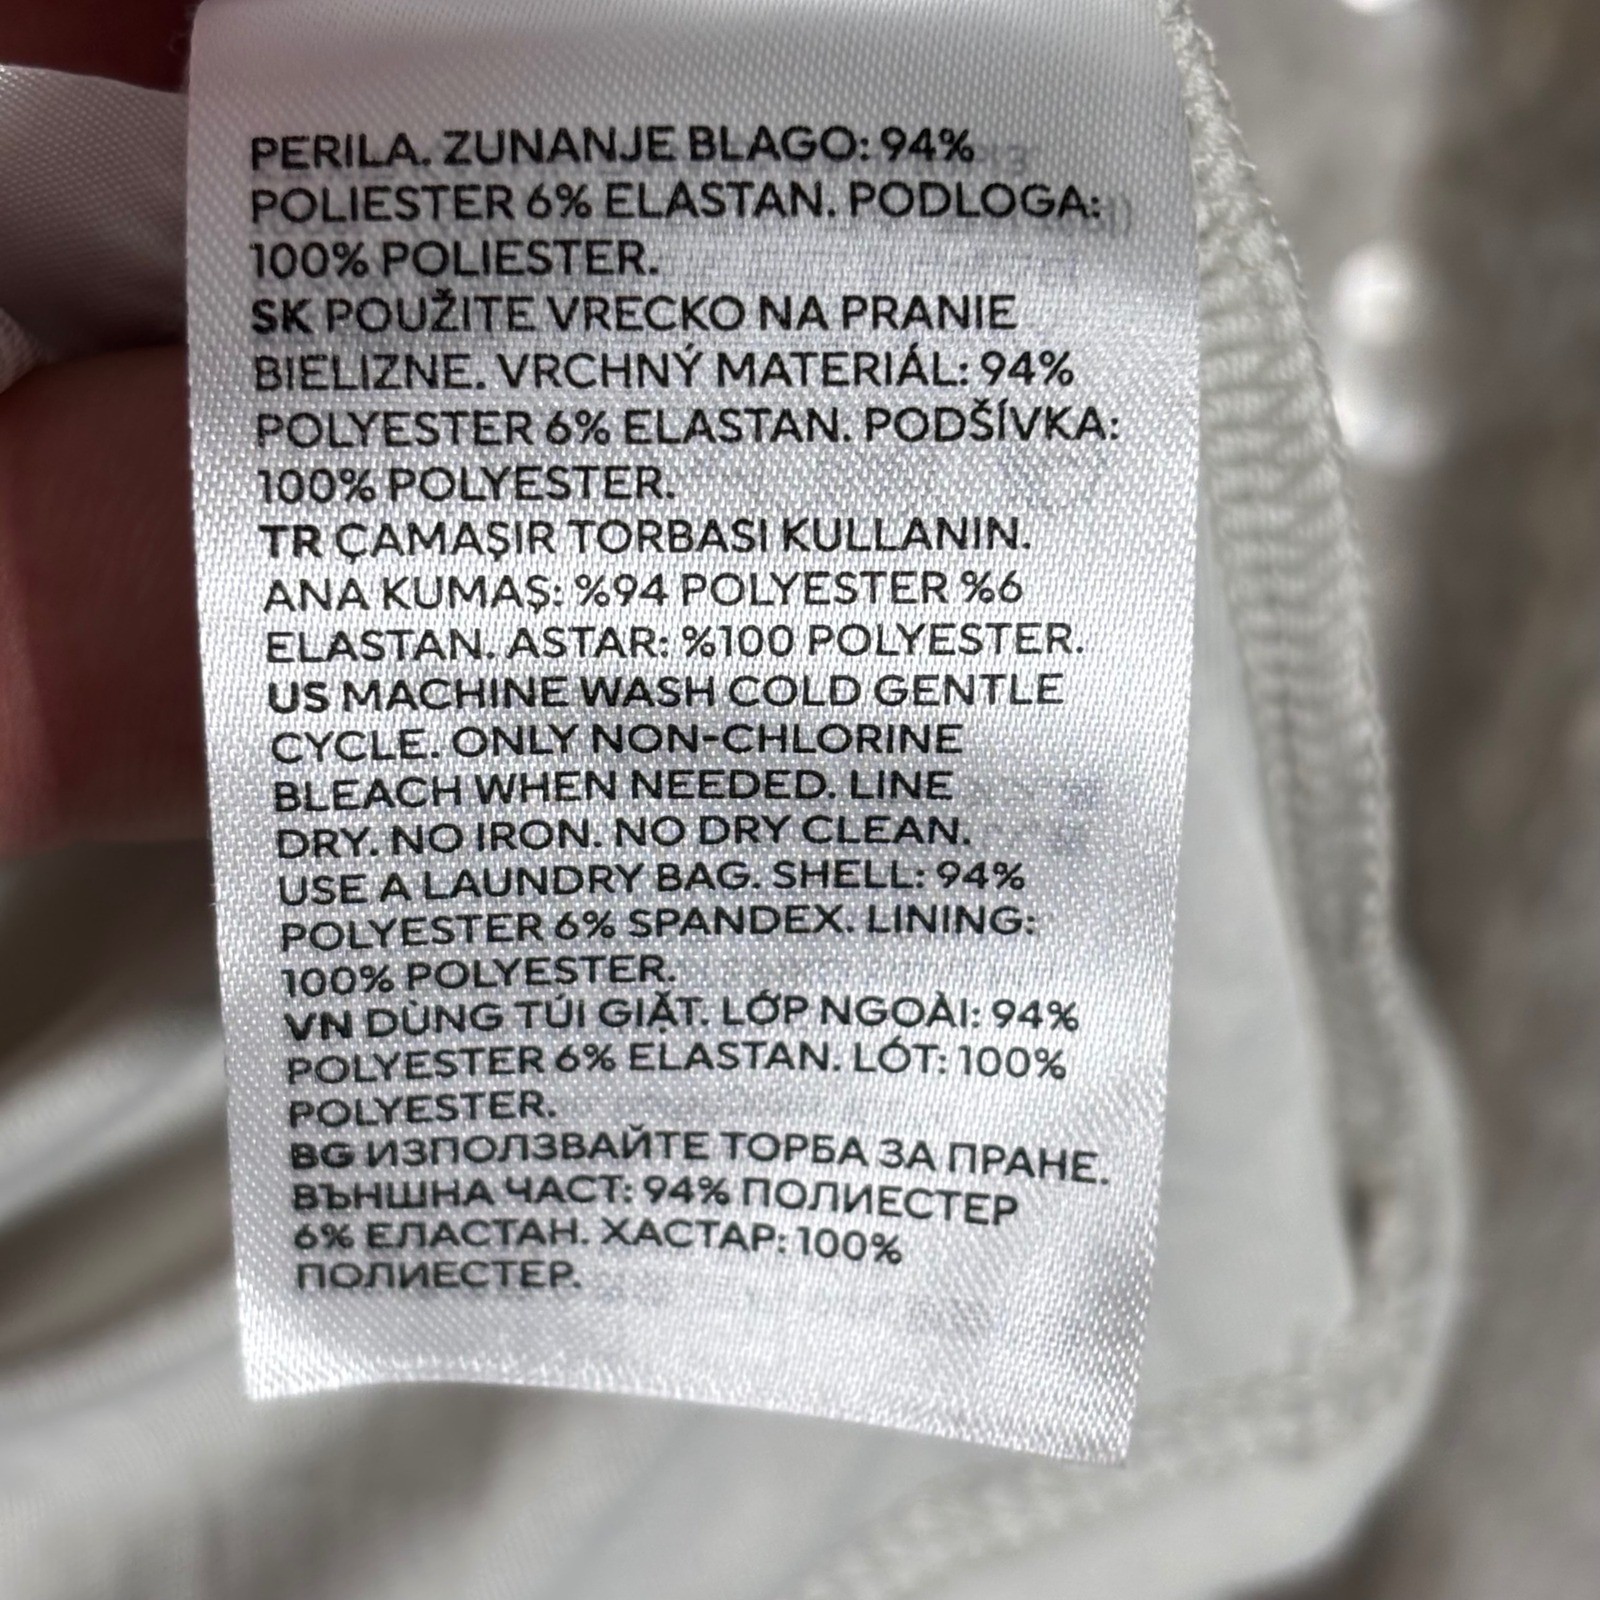 PERILA. ZUNANJE BLAGO: 94%
POLIESTER 6% ELASTAN. PODLOGA:
100% POLIESTER.
SK POUŽITE VRECKO NA PRANIE
BIELIZNE. VRCHNÝ MATERIÁL: 94%
POLYESTER 6% ELASTAN. PODŠÍVKA:
100% POLYESTER.
TR ÇAMAŞIR TORBASI KULLANIN.
ANA KUMAŞ: %94 POLYESTER %6
ELASTAN. ASTAR: %100 POLYESTER.
US MACHINE WASH COLD GENTLE
CYCLE. ONLY NON-CHLORINE
BLEACH WHEN NEEDED. LINE
DRY. NO IRON. NO DRY CLEAN.
USE A LAUNDRY BAG. SHELL: 94%
POLYESTER 6% SPANDEX. LINING:
100% POLYESTER.
VN DÙNG TÚI GIẶT. LỚP NGOÀI: 94%
POLYESTER 6% ELASTAN. LÓT: 100%
POLYESTER.
BG ИЗПОЛЗВАЙТЕ ТОРБА ЗА ПРАНЕ.
ВЪНШНА ЧАСТ: 94% ПОЛИЕСТЕР
6% ЕЛАСТАН. ХАСТАР: 100%
ПОЛИЕСТЕР.